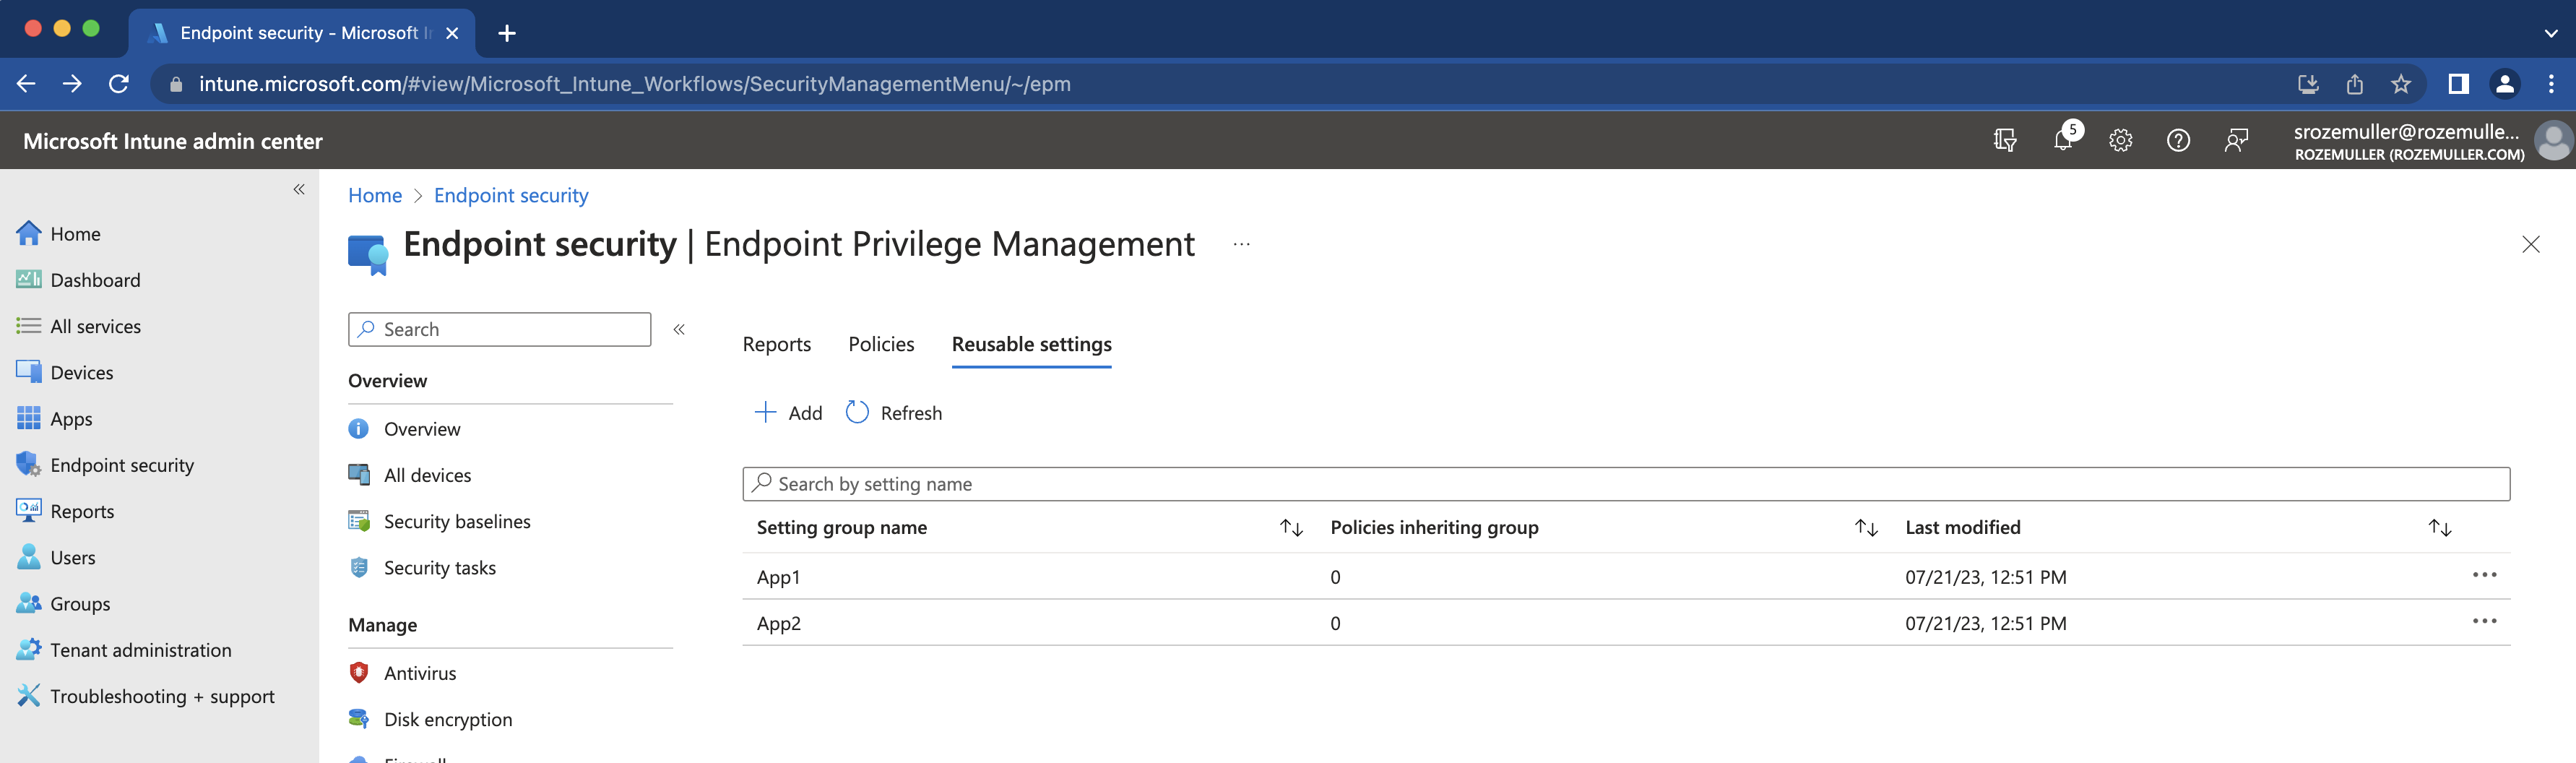 Endpoint security - Microsoft I
intune.microsoft.com/#view/Microsoft_Intune_Workflows/SecurityManagementMenu/~/epm
Microsoft Intune admin center
5
srozemuller@rozemulle...
ROZEMULLER (ROZEMULLER.COM)
Home
Dashboard
All services
Devices
Apps
Endpoint security
Reports
Users
Groups
Tenant administration
Troubleshooting + support
Home > Endpoint security
Endpoint security | Endpoint Privilege Management ...
Search
Overview
Overview
All devices
Security baselines
Security tasks
Manage
Antivirus
Disk encryption
Firewall
Reports Policies Reusable settings
Add Refresh
Search by setting name
Setting group name Policies inheriting group Last modified
App1 0 07/21/23, 12:51 PM
App2 0 07/21/23, 12:51 PM